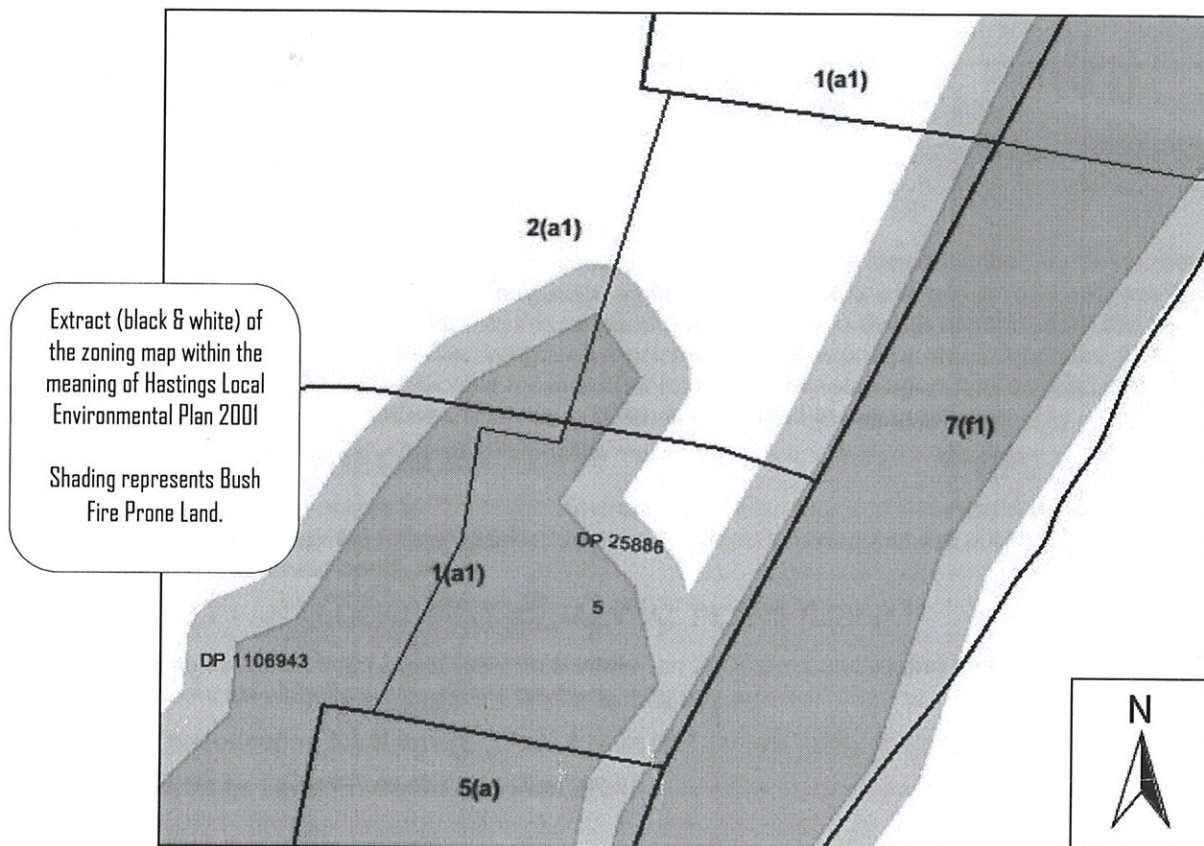 1(a1)
2(a1)
Extract (black & white) of
the zoning map within the
meaning of Hastings Local
Environmental Plan 2001
Shading represents Bush
Fire Prone Land.
7(f1)
DP 25886
1(a1)
5
DP 1106943
5(a)
N